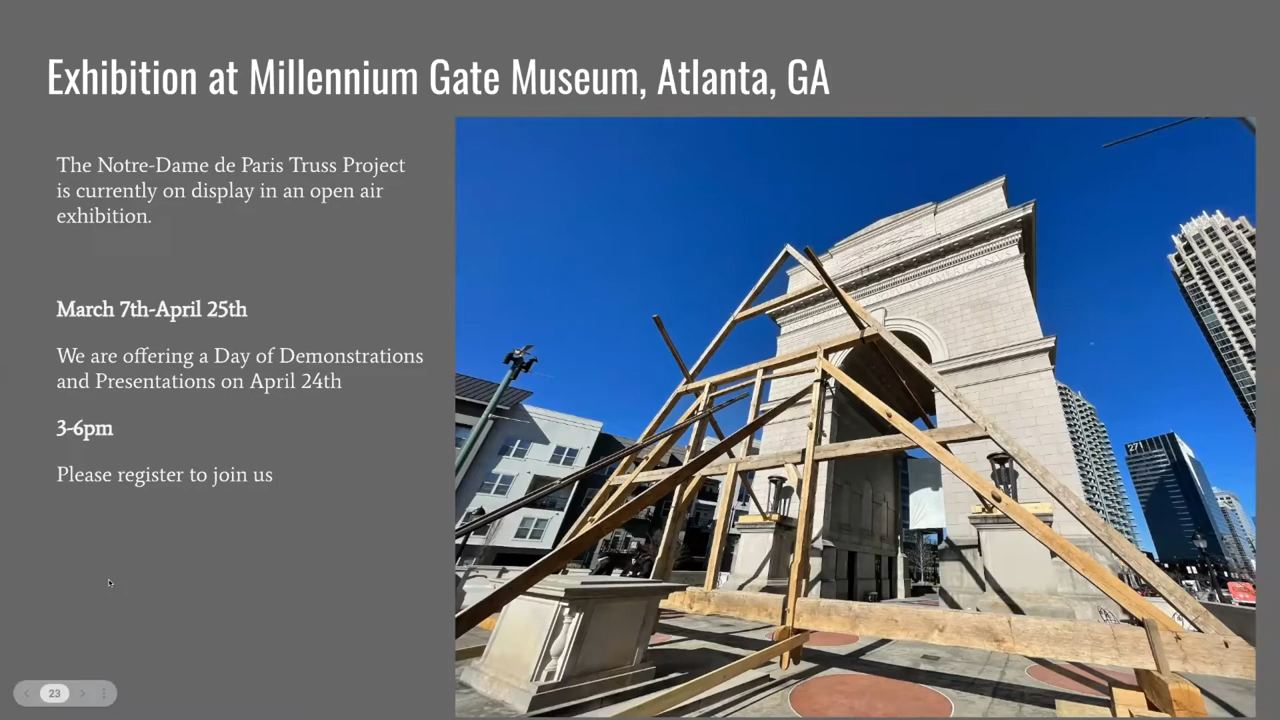 Exhibition at Millennium Gate Museum, Atlanta, GA
The Notre-Dame de Paris Truss Project
is currently on display in an open air
exhibition.
March 7th-April 25th
We are offering a Day of Demonstrations
and Presentations on April 24th
3-6pm
Please register to join us
271
23